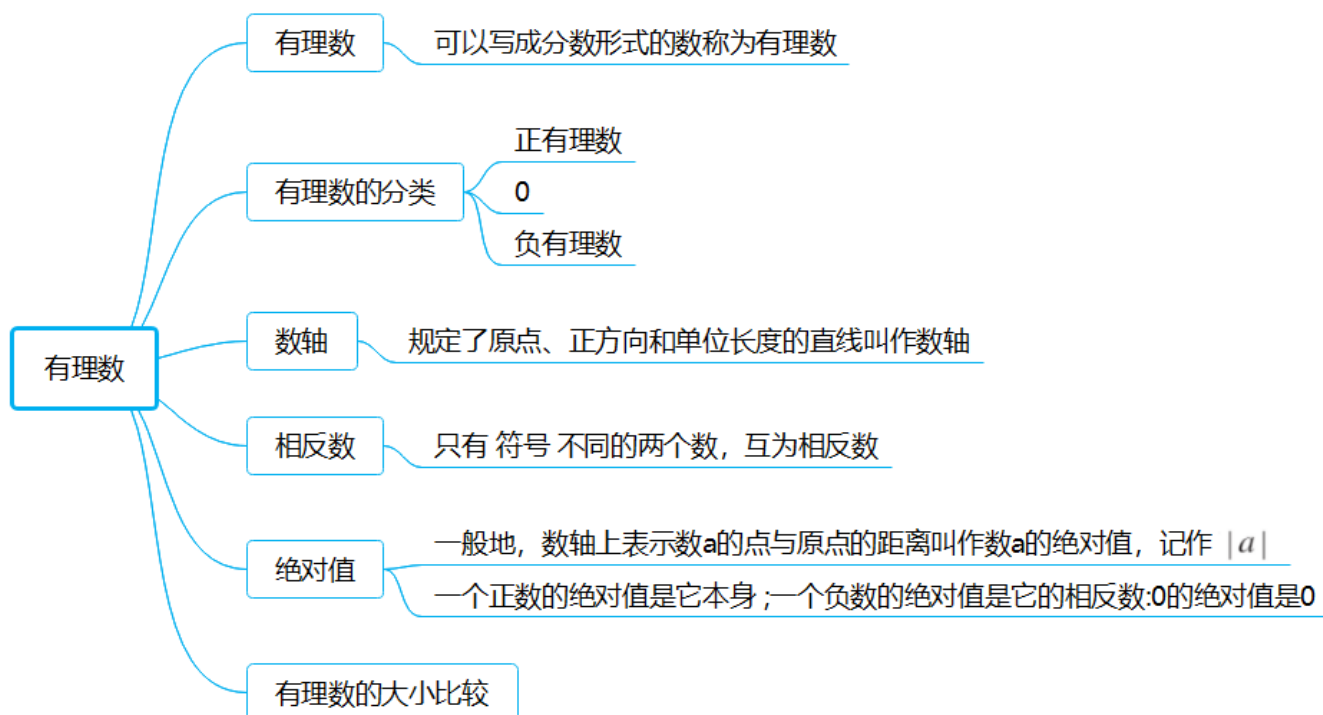 有理数
可以写成分数形式的数称为有理数
正有理数
有理数的分类
0
负有理数
数轴
规定了原点、正方向和单位长度的直线叫作数轴
有理数
相反数
只有 符号 不同的两个数，互为相反数
一般地，数轴上表示数a的点与原点的距离叫作数a的绝对值，记作 |a|
绝对值
一个正数的绝对值是它本身 ;一个负数的绝对值是它的相反数:0的绝对值是0
有理数的大小比较